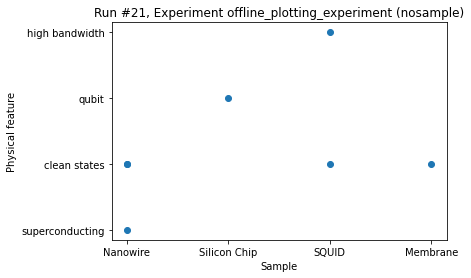 Run #21, Experiment offline_plotting_experiment (nosample)
high bandwidth
qubit
clean states
superconducting
Physical feature
Nanowire
Silicon Chip
SQUID
Membrane
Sample